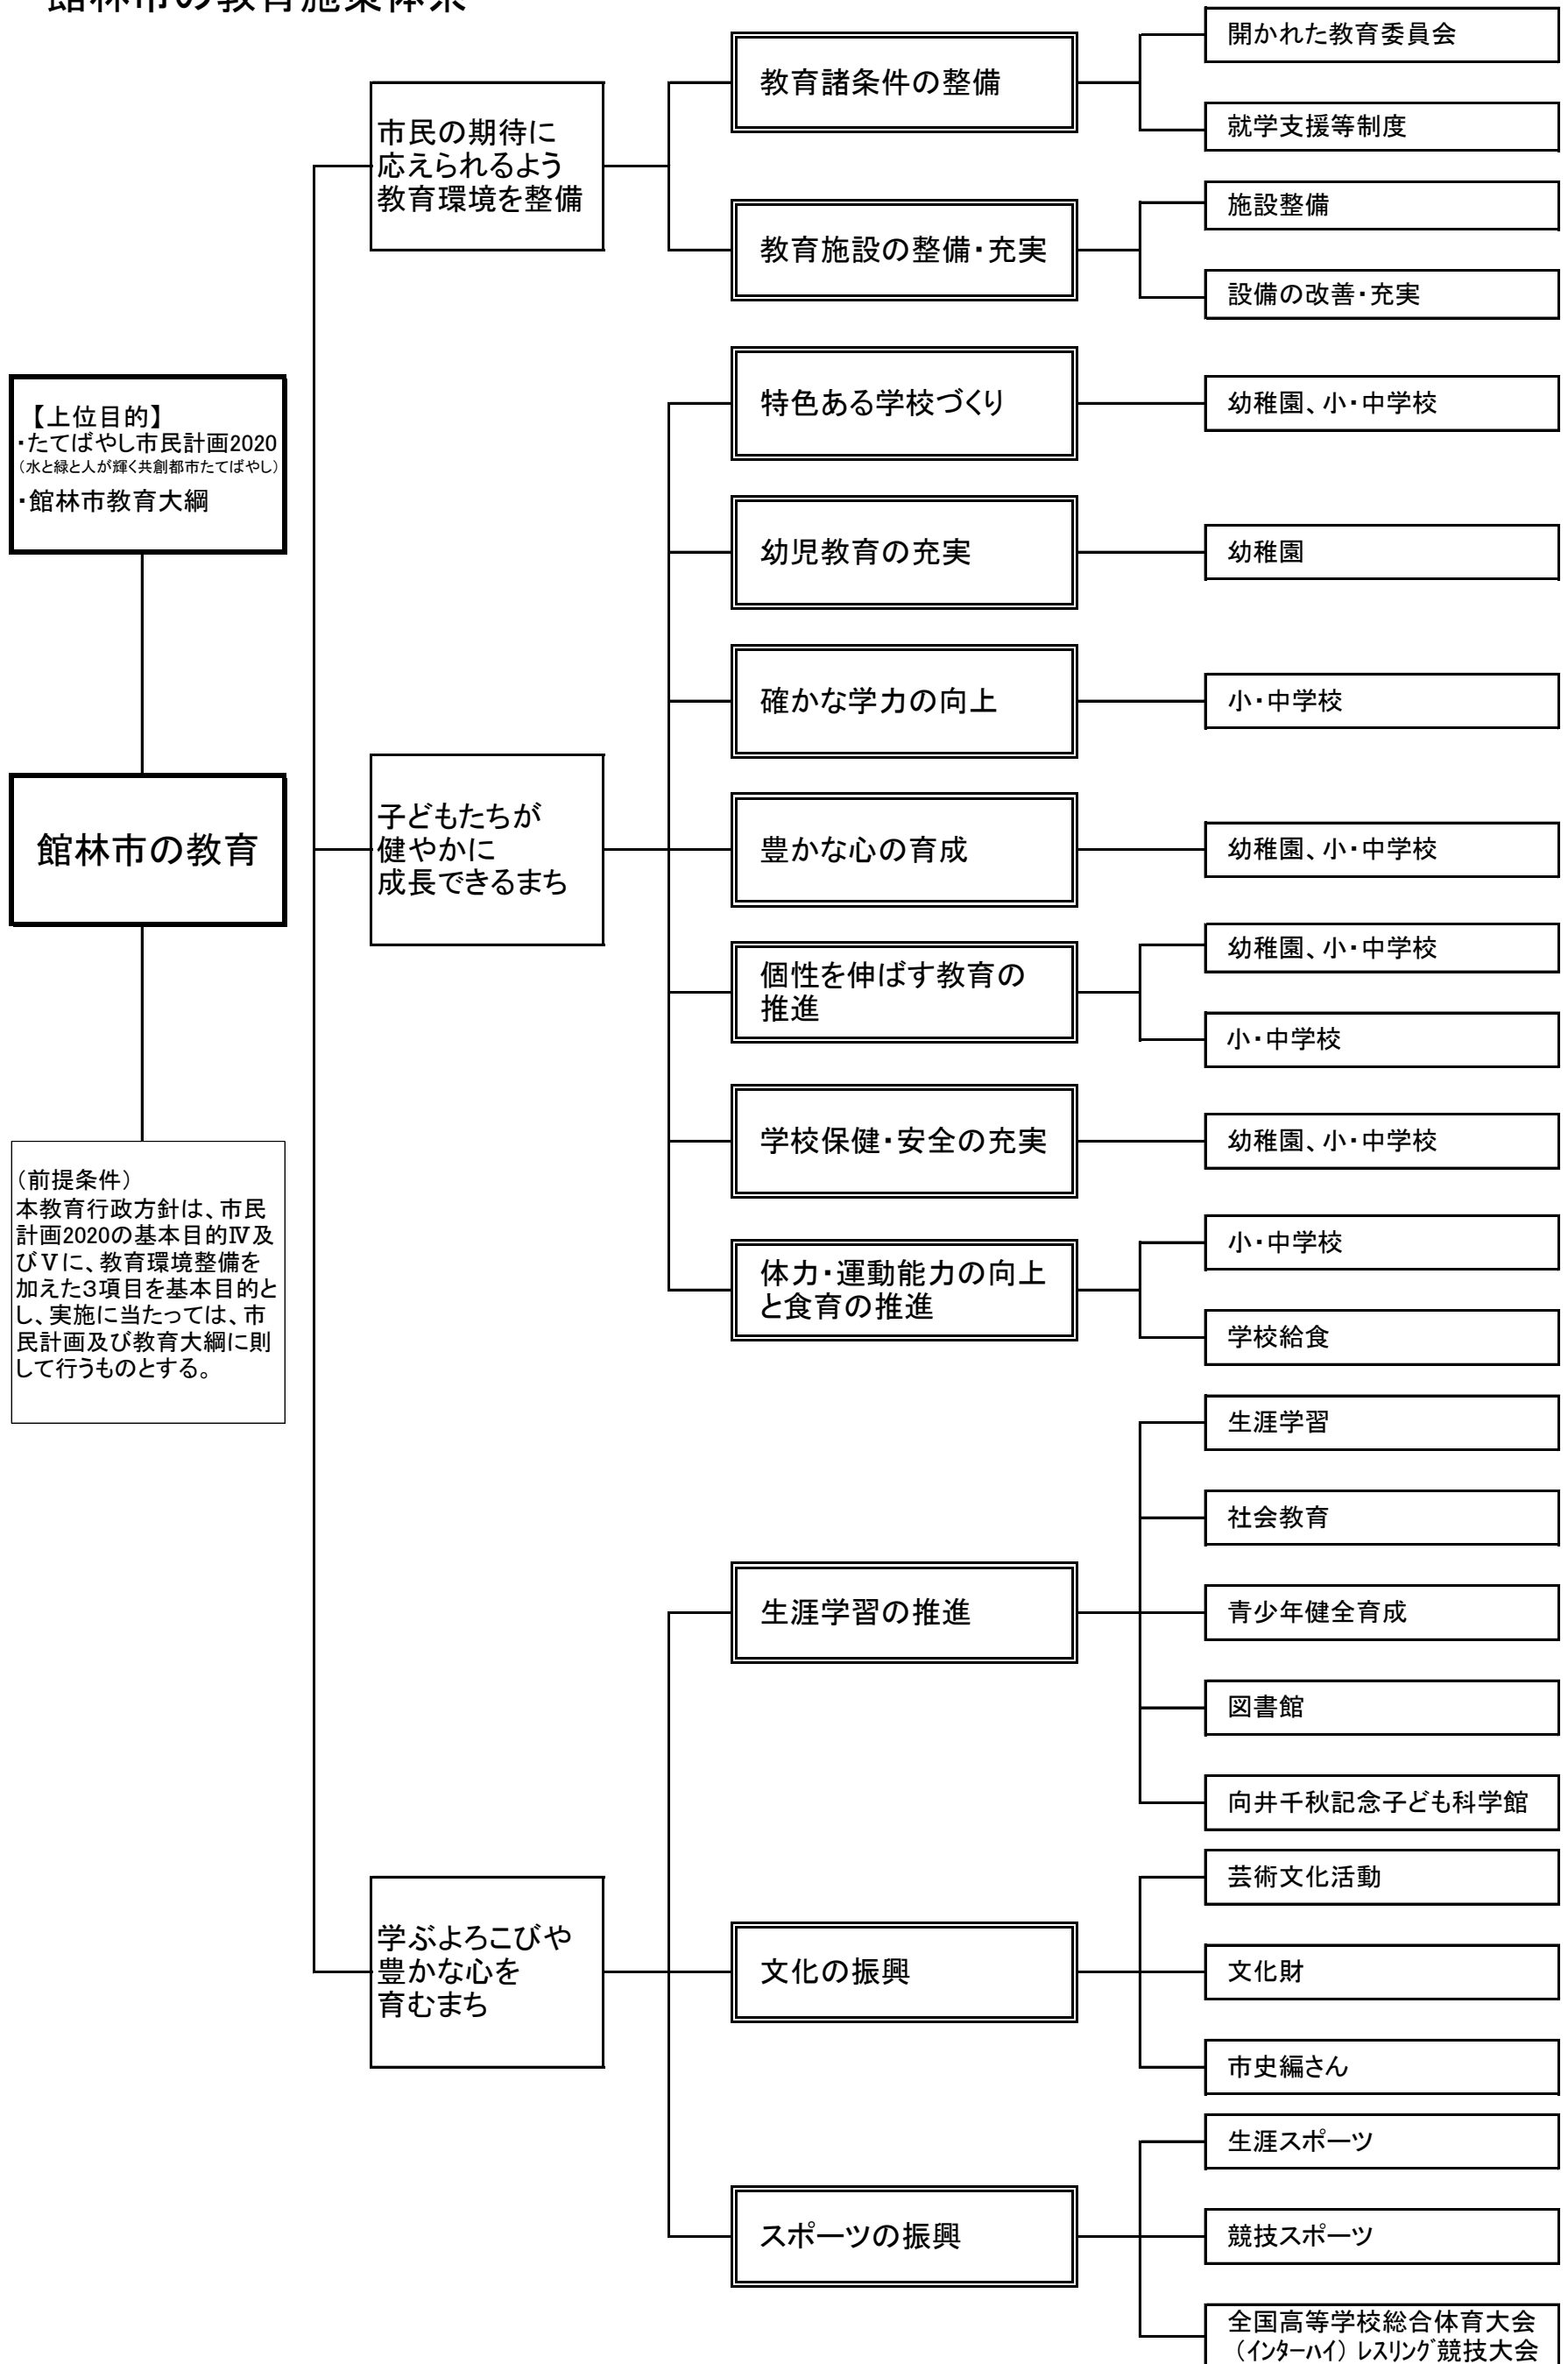 館林市の教育施策体系
【上位目的】
・たてばやし市民計画2020
（水と緑と人が輝く共創都市たてばやし）
・館林市教育大綱
館林市の教育
（前提条件）
本教育行政方針は、市民
計画2020の基本目的Ⅳ及
びⅤに、教育環境整備を
加えた3項目を基本目的と
し、実施に当たっては、市
民計画及び教育大綱に則
して行うものとする。
市民の期待に
応えられるよう
教育環境を整備
教育諸条件の整備
開かれた教育委員会
就学支援等制度
教育施設の整備・充実
施設整備
設備の改善・充実
子どもたちが
健やかに
成長できるまち
特色ある学校づくり
幼稚園、小・中学校
幼児教育の充実
幼稚園
確かな学力の向上
小・中学校
豊かな心の育成
幼稚園、小・中学校
個性を伸ばす教育の
推進
幼稚園、小・中学校
小・中学校
学校保健・安全の充実
幼稚園、小・中学校
体力・運動能力の向上
と食育の推進
小・中学校
学校給食
学ぶよろこびや
豊かな心を
育むまち
生涯学習の推進
生涯学習
社会教育
青少年健全育成
図書館
向井千秋記念子ども科学館
文化の振興
芸術文化活動
文化財
市史編さん
スポーツの振興
生涯スポーツ
競技スポーツ
全国高等学校総合体育大会
（インターハイ）レスリング競技大会